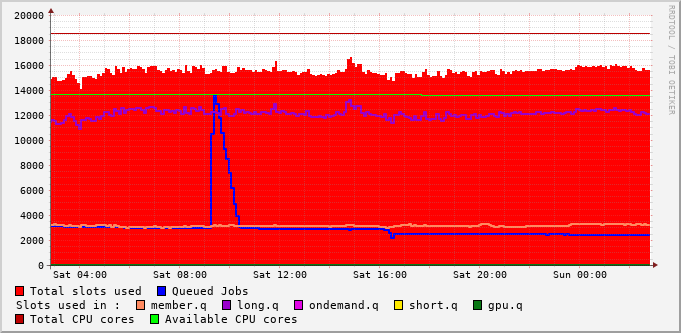 20000
18000
16000
14000
12000
10000
8000
6000
4000
2000
0
Sat 04:00 Sat 08:00 Sat 12:00 Sat 16:00 Sat 20:00 Sun 00:00
Total slots used Queued Jobs
Slots used in : member.q long.q ondemand.q short.q gpu.q
Total CPU cores Available CPU cores
RRDTOOL / TOBI OETIKER